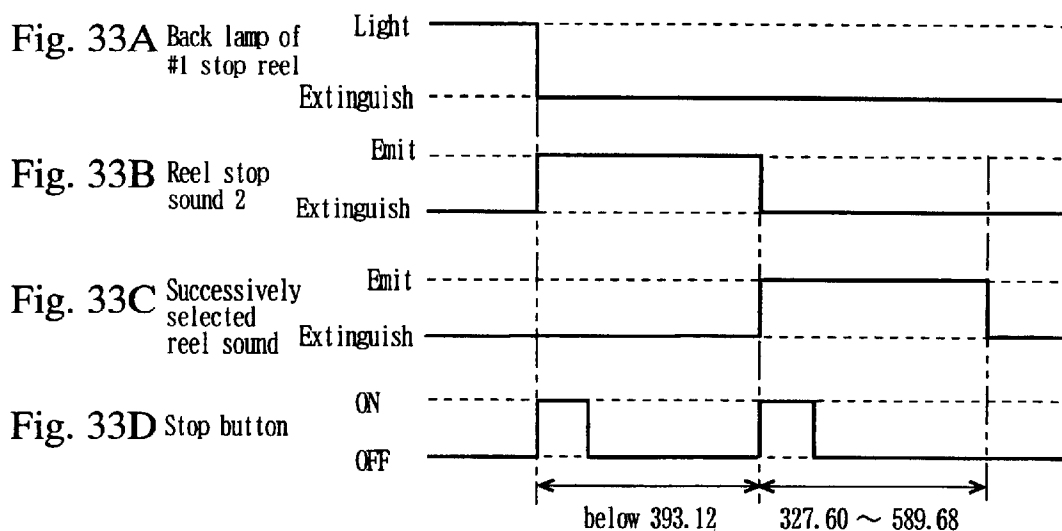 Fig. 33A Back lamp of #1 stop reel
Light
Extinguish
Fig. 33B Reel stop sound 2
Emit
Extinguish
Fig. 33C Successively selected reel sound
Emit
Extinguish
Fig. 33D Stop button
ON
OFF
below 393.12 327.60 ~ 589.68